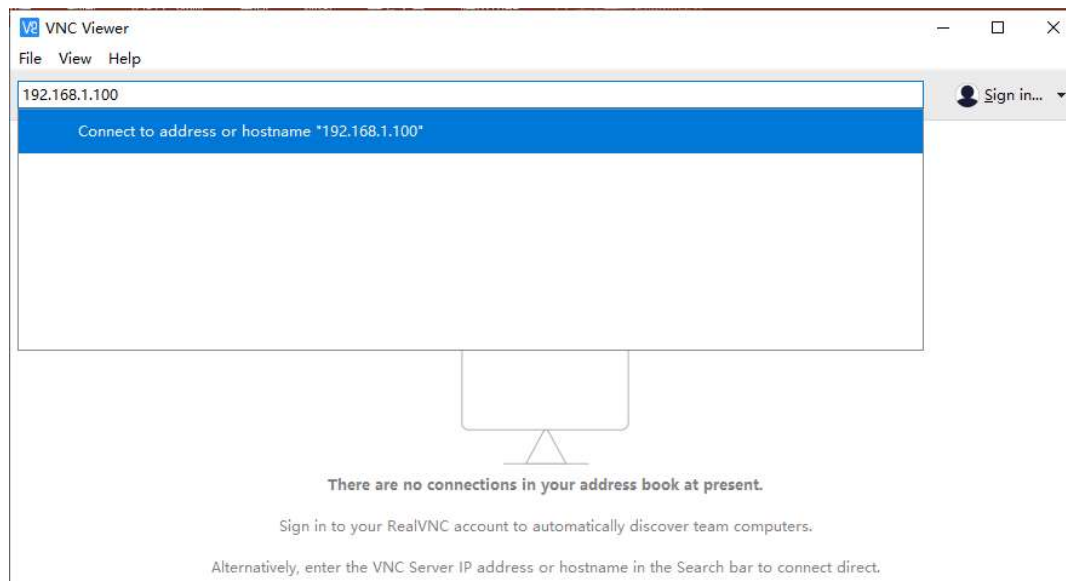 VNC Viewer
File View Help
192.168.1.100
Sign in...
Connect to address or hostname "192.168.1.100"
There are no connections in your address book at present.
Sign in to your RealVNC account to automatically discover team computers.
Alternatively, enter the VNC Server IP address or hostname in the Search bar to connect direct.